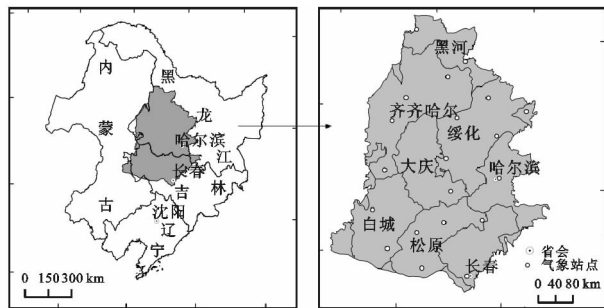 内
蒙
古
黑
龙
江
哈尔滨
长春
吉
林
沈阳
辽
宁
0 150 300 km
黑河
齐齐哈尔
绥化
大庆
哈尔滨
白城
松原
长春
省会
气象站点
0 40 80 km